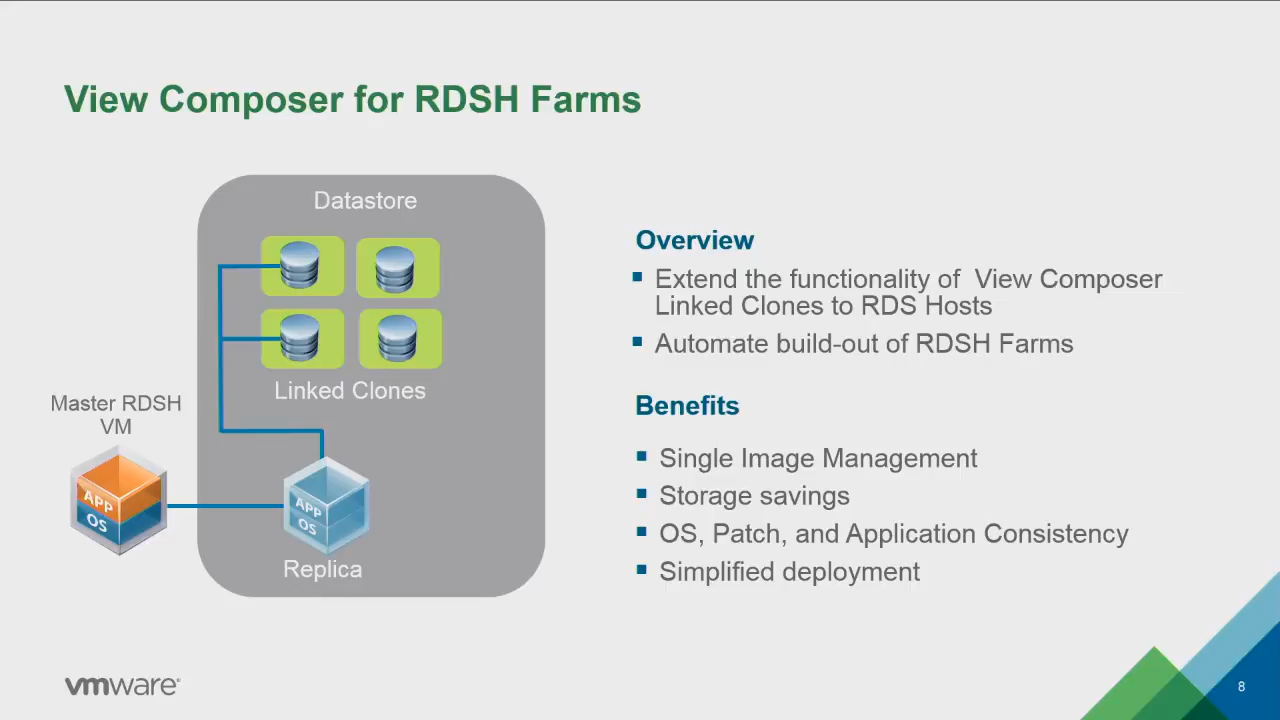 View Composer for RDSH Farms
Datastore
Linked Clones
Master RDSH
VM
APP
OS
APP
OS
Replica
Overview
Extend the functionality of View Composer
Linked Clones to RDS Hosts
Automate build-out of RDSH Farms
Benefits
Single Image Management
Storage savings
OS, Patch, and Application Consistency
Simplified deployment
vmware
8